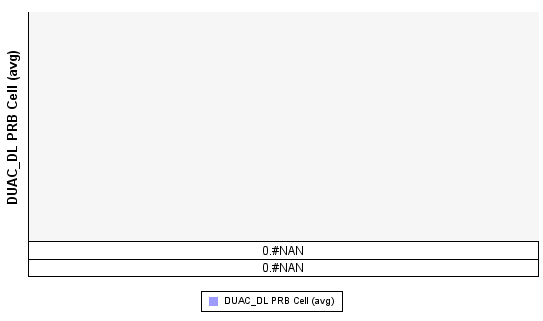 DUAC_DL PRB Cell (avg)
0.#NAN
0.#NAN
DUAC_DL PRB Cell (avg)